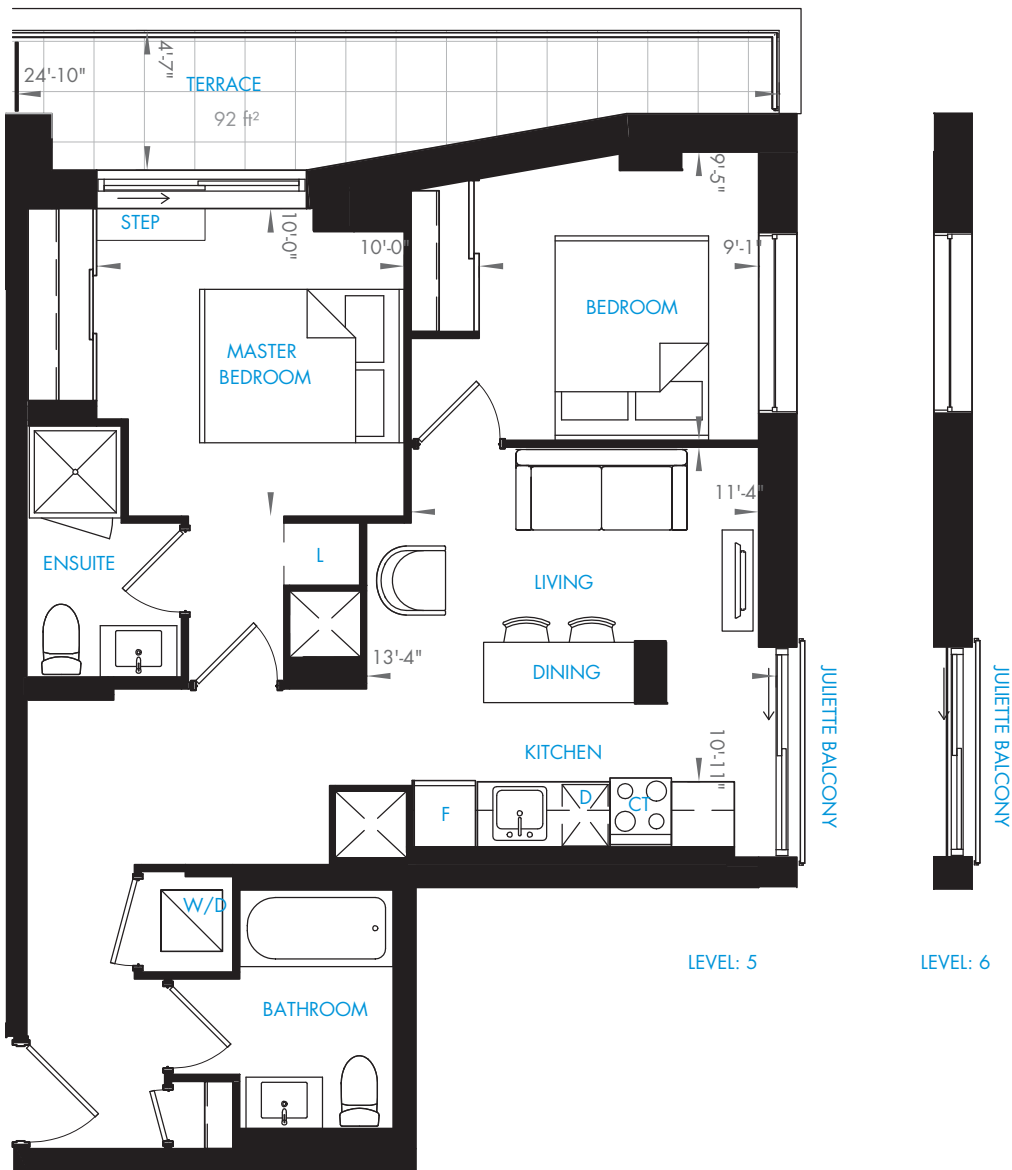 24'-10"
4'-7"
TERRACE
92 ft²
STEP
10'-0"
10'-0"
9'-5"
9'-1"
BEDROOM
MASTER
BEDROOM
11'-4"
L
ENSUITE
LIVING
13'-4"
DINING
JULIETTE BALCONY
JULIETTE BALCONY
KITCHEN
10'-11"
F
D
CT
W/D
LEVEL: 5
LEVEL: 6
BATHROOM